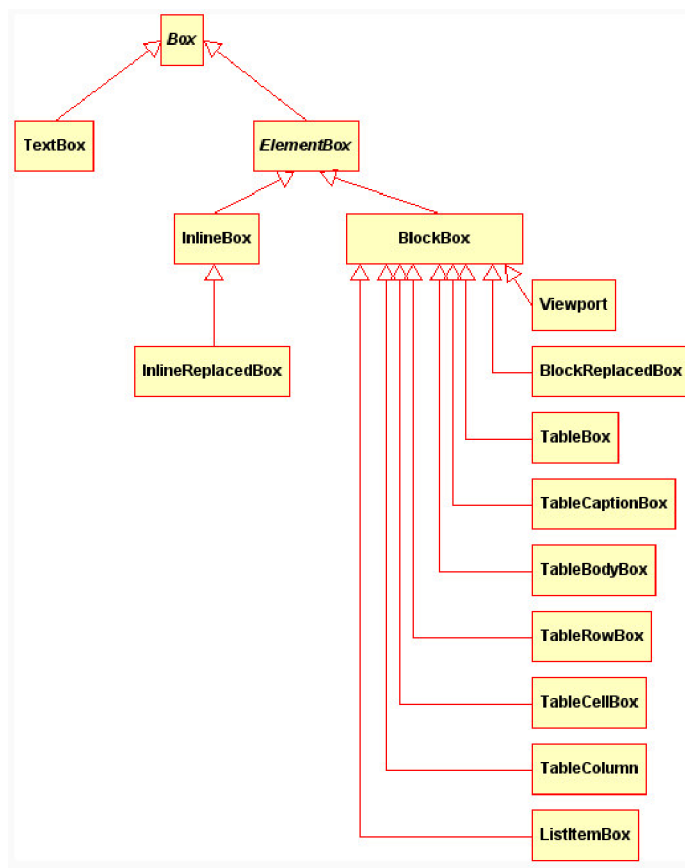 Box
TextBox
ElementBox
InlineBox
BlockBox
Viewport
InlineReplacedBox
BlockReplacedBox
TableBox
TableCaptionBox
TableBodyBox
TableRowBox
TableCellBox
TableColumn
ListItemBox